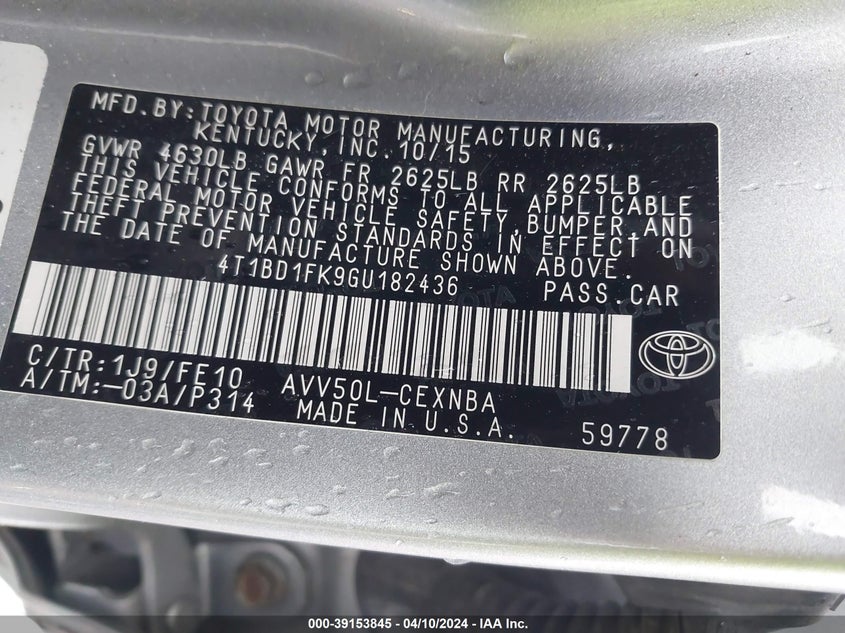 MFD.BY:TOYOTA MOTOR MANUFACTURING,
KENTUCKY,INC.10/15
GVWR 4630LB GAWR FR 2625LB RR 2625LB
THIS VEHICLE CONFORMS TO ALL APPLICABLE
FEDERAL MOTOR VEHICLE SAFETY,BUMPER,AND
THEFT PREVENTION STANDARDS IN EFFECT ON
THE DATE OF MANUFACTURE SHOWN ABOVE.
4T1BD1FK9GU182436 PASS.CAR
C/TR:1J9/FE10 AVV50L-CEXNBA
A/TM:-03A/P314 MADE IN U.S.A. 59778
000-39153845 - 04/10/2024 - IAA Inc.